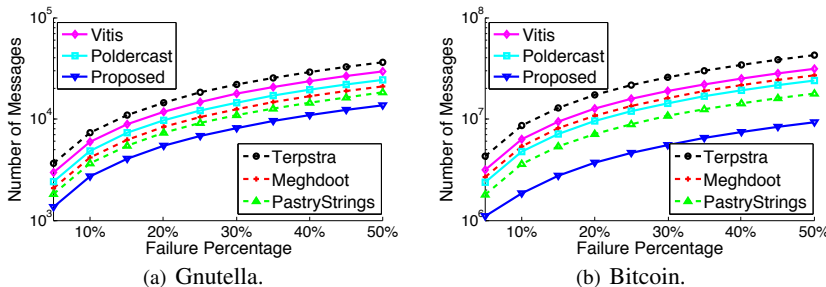 10^5
Number of Messages
10^4
10^3
Vitis
Poldercast
Proposed
Terpstra
Meghdoot
PastryStrings
10% 20% 30% 40% 50%
Failure Percentage
(a) Gnutella.
10^8
Number of Messages
10^7
10^6
Vitis
Poldercast
Proposed
Terpstra
Meghdoot
PastryStrings
10% 20% 30% 40% 50%
Failure Percentage
(b) Bitcoin.